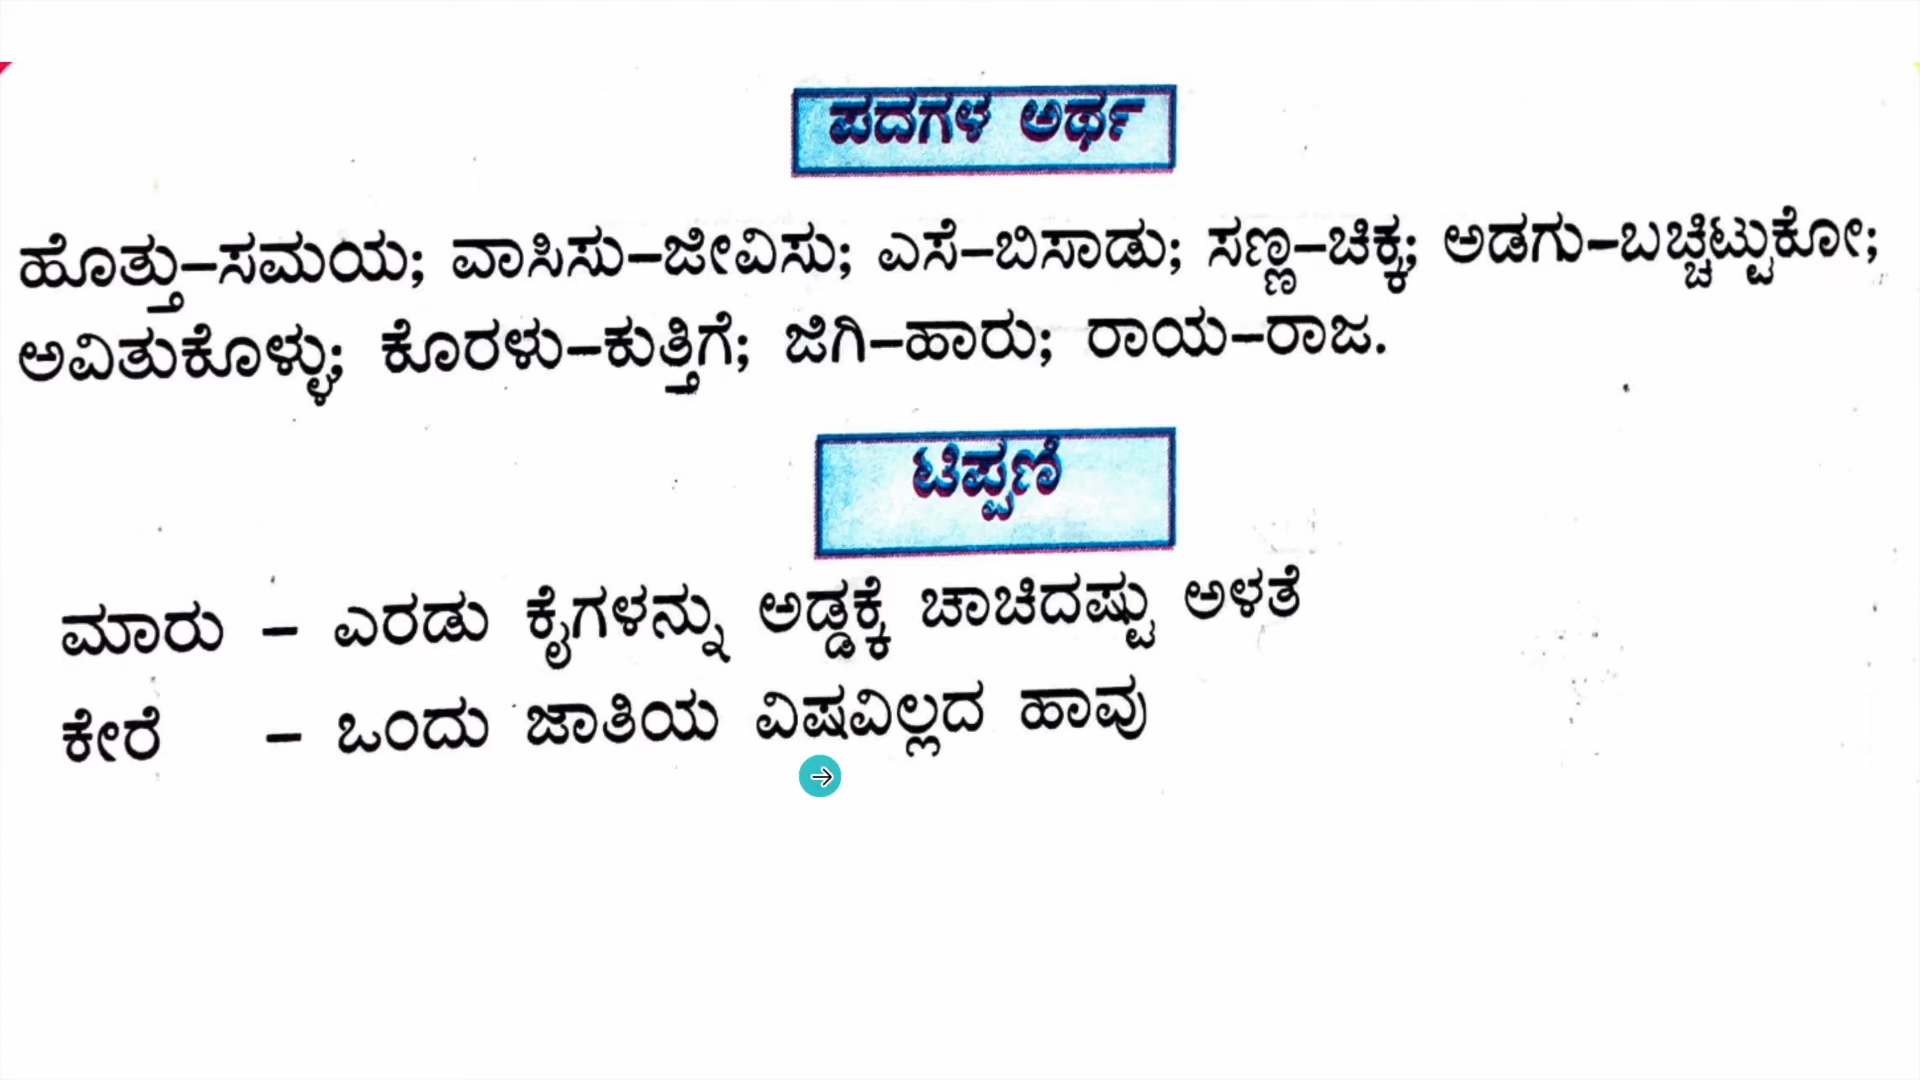 ಪದಗಳ ಅರ್ಥ
ಹೊತ್ತು–ಸಮಯ; ವಾಸಿಸು–ಜೀವಿಸು; ಎಸೆ–ಬಿಸಾಡು; ಸಣ್ಣ–ಚಿಕ್ಕ; ಅಡಗು–ಬಚ್ಚಿಟ್ಟುಕೋ;
ಅವಿತುಕೊಳ್ಳು; ಕೊರಳು–ಕುತ್ತಿಗೆ; ಜಿಗಿ–ಹಾರು; ರಾಯ–ರಾಜ.
ಟಿಪ್ಪಣಿ
ಮಾರು – ಎರಡು ಕೈಗಳನ್ನು ಅಡ್ಡಕ್ಕೆ ಚಾಚಿದಷ್ಟು ಅಳತೆ
ಕೇರೆ – ಒಂದು ಜಾತಿಯ ವಿಷವಿಲ್ಲದ ಹಾವು